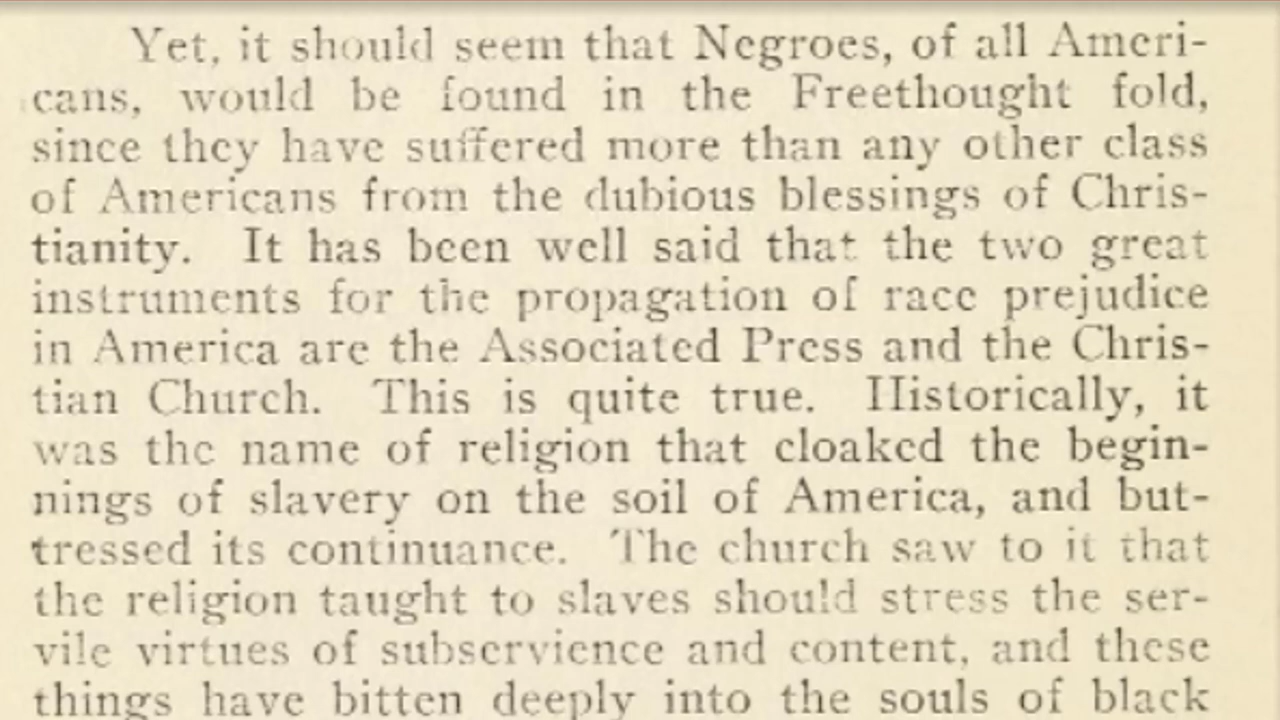 Yet, it should seem that Negroes, of all Ameri-
cans, would be found in the Freethought fold,
since they have suffered more than any other class
of Americans from the dubious blessings of Chris-
tianity. It has been well said that the two great
instruments for the propagation of race prejudice
in America are the Associated Press and the Chris-
tian Church. This is quite true. Historically, it
was the name of religion that cloaked the begin-
nings of slavery on the soil of America, and but-
tressed its continuance. The church saw to it that
the religion taught to slaves should stress the ser-
vile virtues of subservience and content, and these
things have bitten deeply into the souls of black